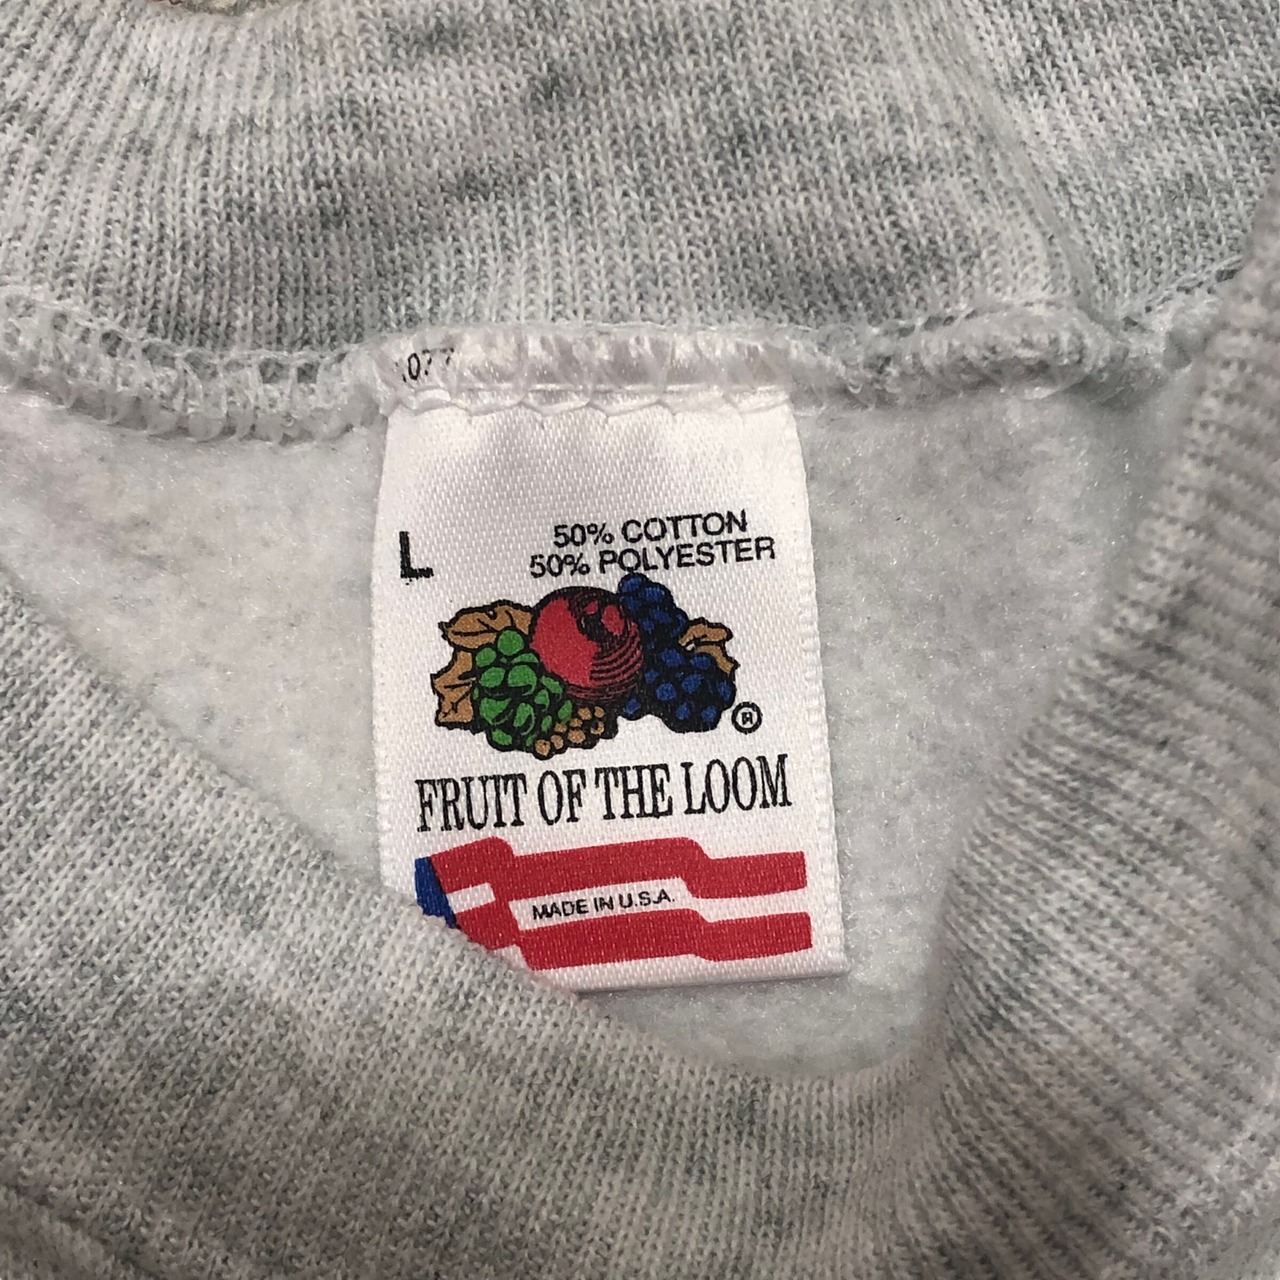 L
50% COTTON
50% POLYESTER
®
FRUIT OF THE LOOM
MADE IN U.S.A.